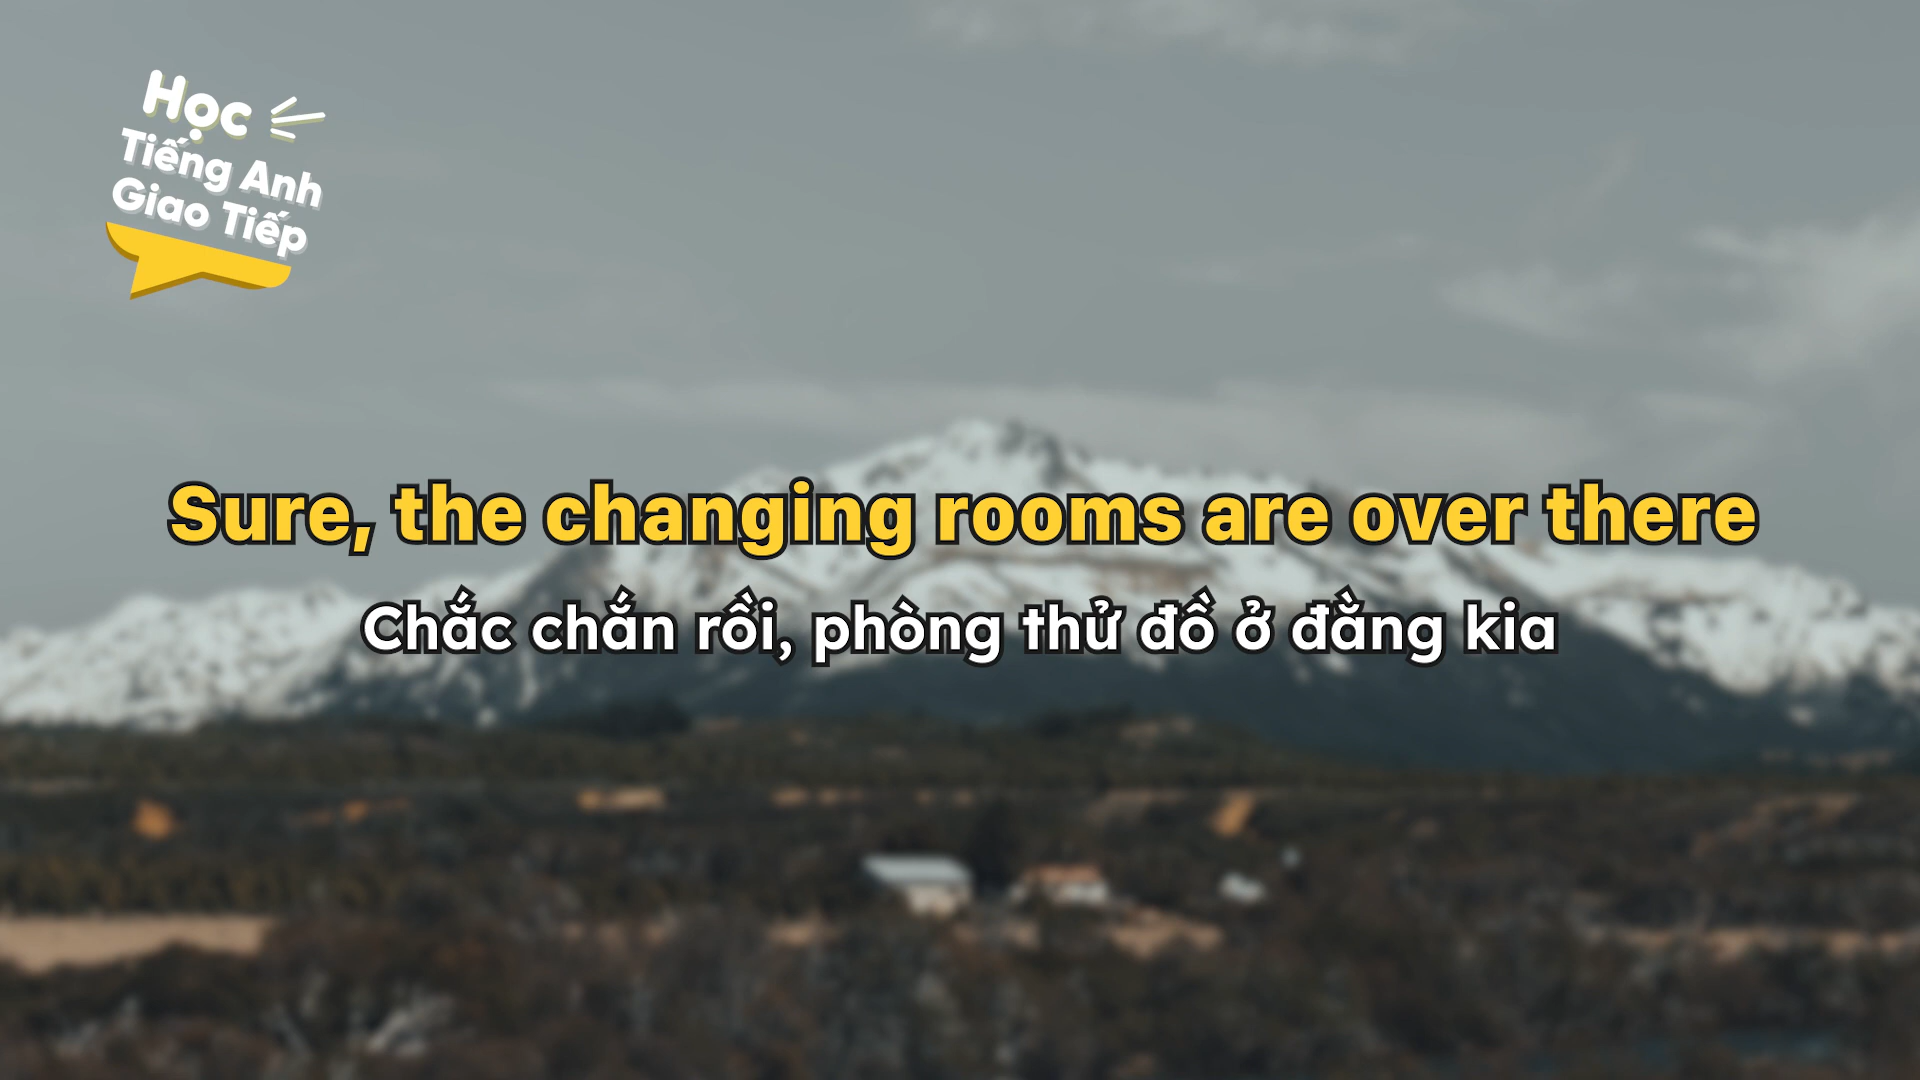 Học
Tiếng Anh
Giao Tiếp
Sure, the changing rooms are over there
Chắc chắn rồi, phòng thử đồ ở đằng kia